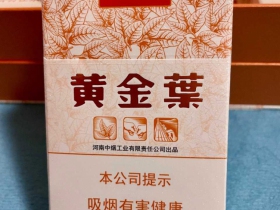 黄金葉
河南中烟工业有限责任公司出品
本公司提示
吸烟有害健康